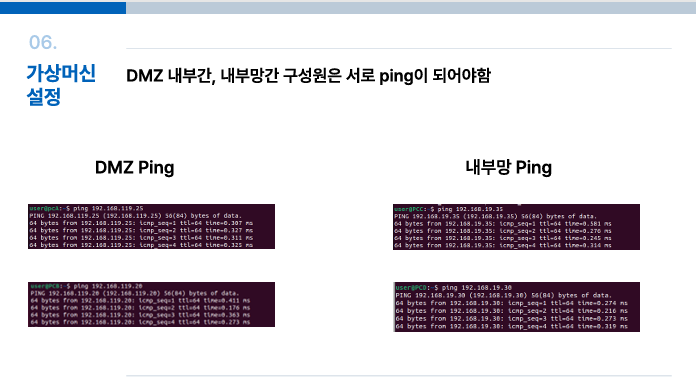 06.
가상머신
설정
DMZ 내부간, 내부망간 구성원은 서로 ping이 되어야함
DMZ Ping
내부망 Ping
user@PCA:~$ ping 192.168.119.25
PING 192.168.119.25 (192.168.119.25) 56(84) bytes of data.
64 bytes from 192.168.119.25: icmp_seq=1 ttl=64 time=0.307 ms
64 bytes from 192.168.119.25: icmp_seq=2 ttl=64 time=0.327 ms
64 bytes from 192.168.119.25: icmp_seq=3 ttl=64 time=0.311 ms
64 bytes from 192.168.119.25: icmp_seq=4 ttl=64 time=0.325 ms
user@PCC:~$ ping 192.168.19.35
PING 192.168.19.35 (192.168.19.35) 56(84) bytes of data.
64 bytes from 192.168.19.35: icmp_seq=1 ttl=64 time=0.581 ms
64 bytes from 192.168.19.35: icmp_seq=2 ttl=64 time=0.276 ms
64 bytes from 192.168.19.35: icmp_seq=3 ttl=64 time=0.245 ms
64 bytes from 192.168.19.35: icmp_seq=4 ttl=64 time=0.314 ms
user@PCB:~$ ping 192.168.119.20
PING 192.168.119.20 (192.168.119.20) 56(84) bytes of data.
64 bytes from 192.168.119.20: icmp_seq=1 ttl=64 time=0.411 ms
64 bytes from 192.168.119.20: icmp_seq=2 ttl=64 time=0.176 ms
64 bytes from 192.168.119.20: icmp_seq=3 ttl=64 time=0.363 ms
64 bytes from 192.168.119.20: icmp_seq=4 ttl=64 time=0.273 ms
user@PCD:~$ ping 192.168.19.30
PING 192.168.19.30 (192.168.19.30) 56(84) bytes of data.
64 bytes from 192.168.19.30: icmp_seq=1 ttl=64 time=0.274 ms
64 bytes from 192.168.19.30: icmp_seq=2 ttl=64 time=0.216 ms
64 bytes from 192.168.19.30: icmp_seq=3 ttl=64 time=0.273 ms
64 bytes from 192.168.19.30: icmp_seq=4 ttl=64 time=0.319 ms